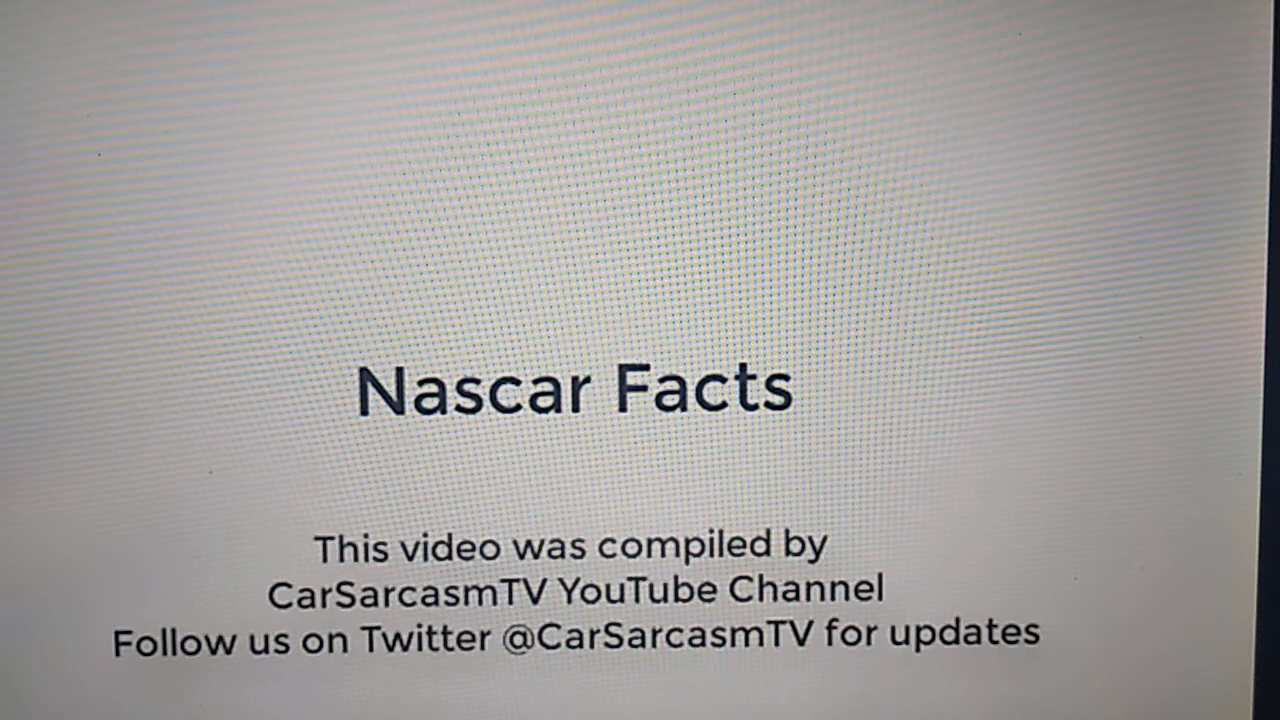 Nascar Facts
This video was compiled by
CarSarcasmTV YouTube Channel
Follow us on Twitter @CarSarcasmTV for updates